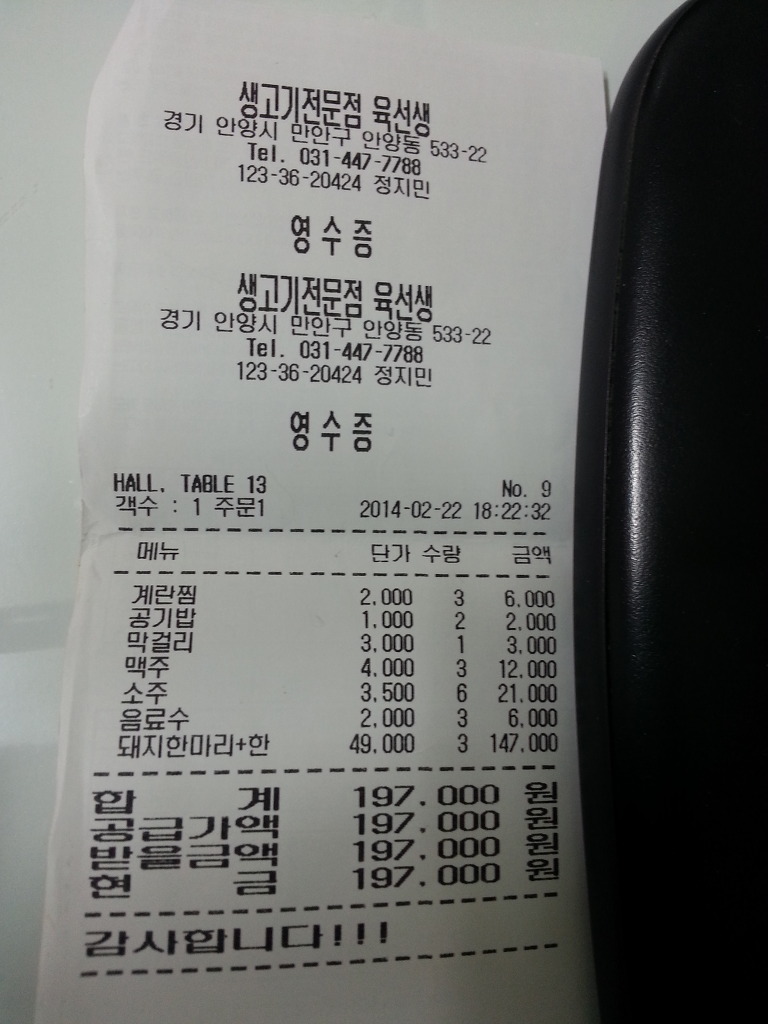 생고기전문점 육선생
경기 안양시 만안구 안양동 533-22
Tel. 031-447-7788
123-36-20424 정지민
영수증
생고기전문점 육선생
경기 안양시 만안구 안양동 533-22
Tel. 031-447-7788
123-36-20424 정지민
영수증
HALL, TABLE 13 No. 9
객수 : 1 주문1 2014-02-22 18:22:32
메뉴 단가 수량 금액
계란찜 2,000 3 6,000
공기밥 1,000 2 2,000
막걸리 3,000 1 3,000
맥주 4,000 3 12,000
소주 3,500 6 21,000
음료수 2,000 3 6,000
돼지한마리+한 49,000 3 147,000
합 계 197,000 원
공급가액 197,000 원
받을금액 197,000 원
현 금 197,000 원
감사합니다!!!